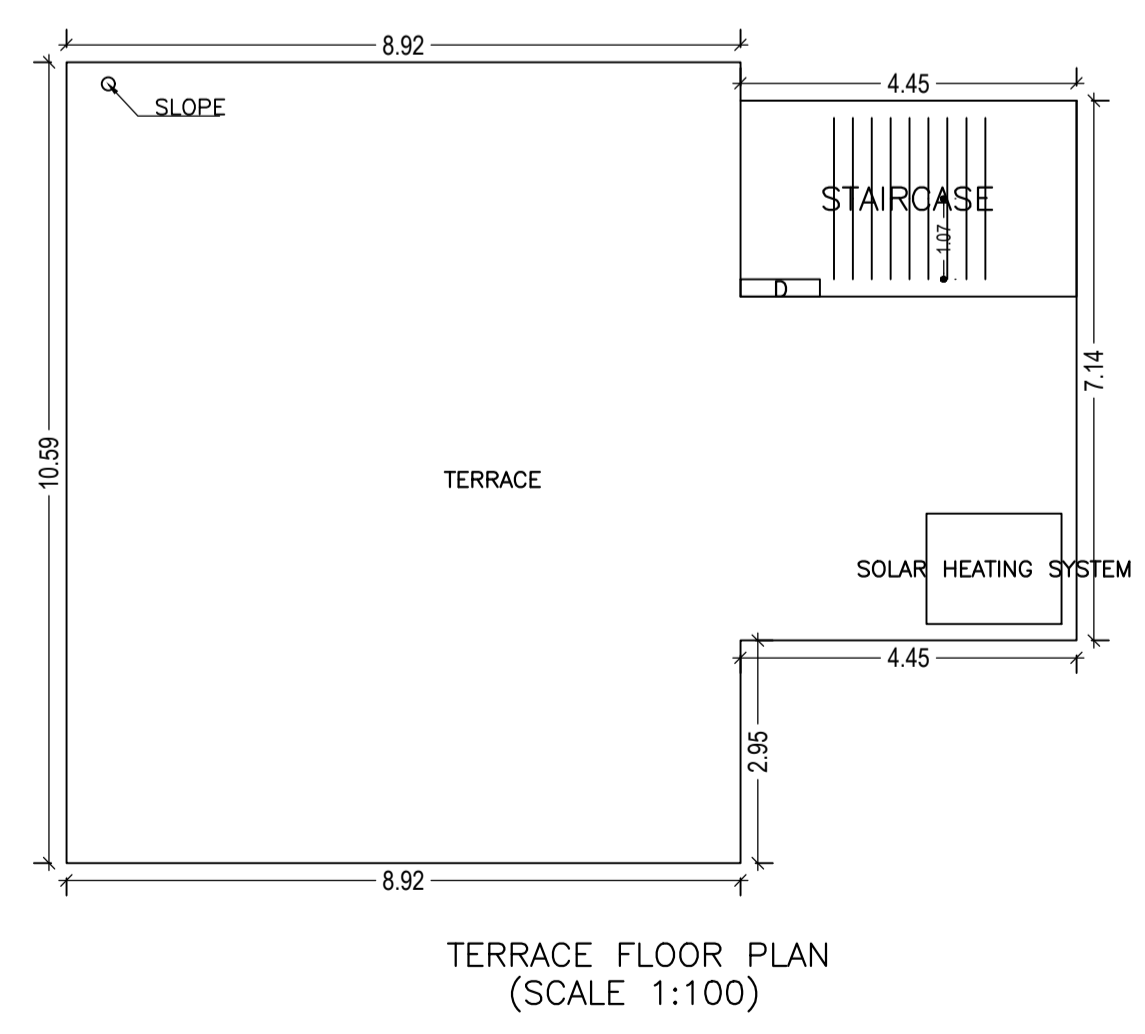 8.92
4.45
SLOPE
STAIRCASE
1.07
D
7.14
10.59
TERRACE
SOLAR HEATING SYSTEM
4.45
2.95
8.92
TERRACE FLOOR PLAN
(SCALE 1:100)